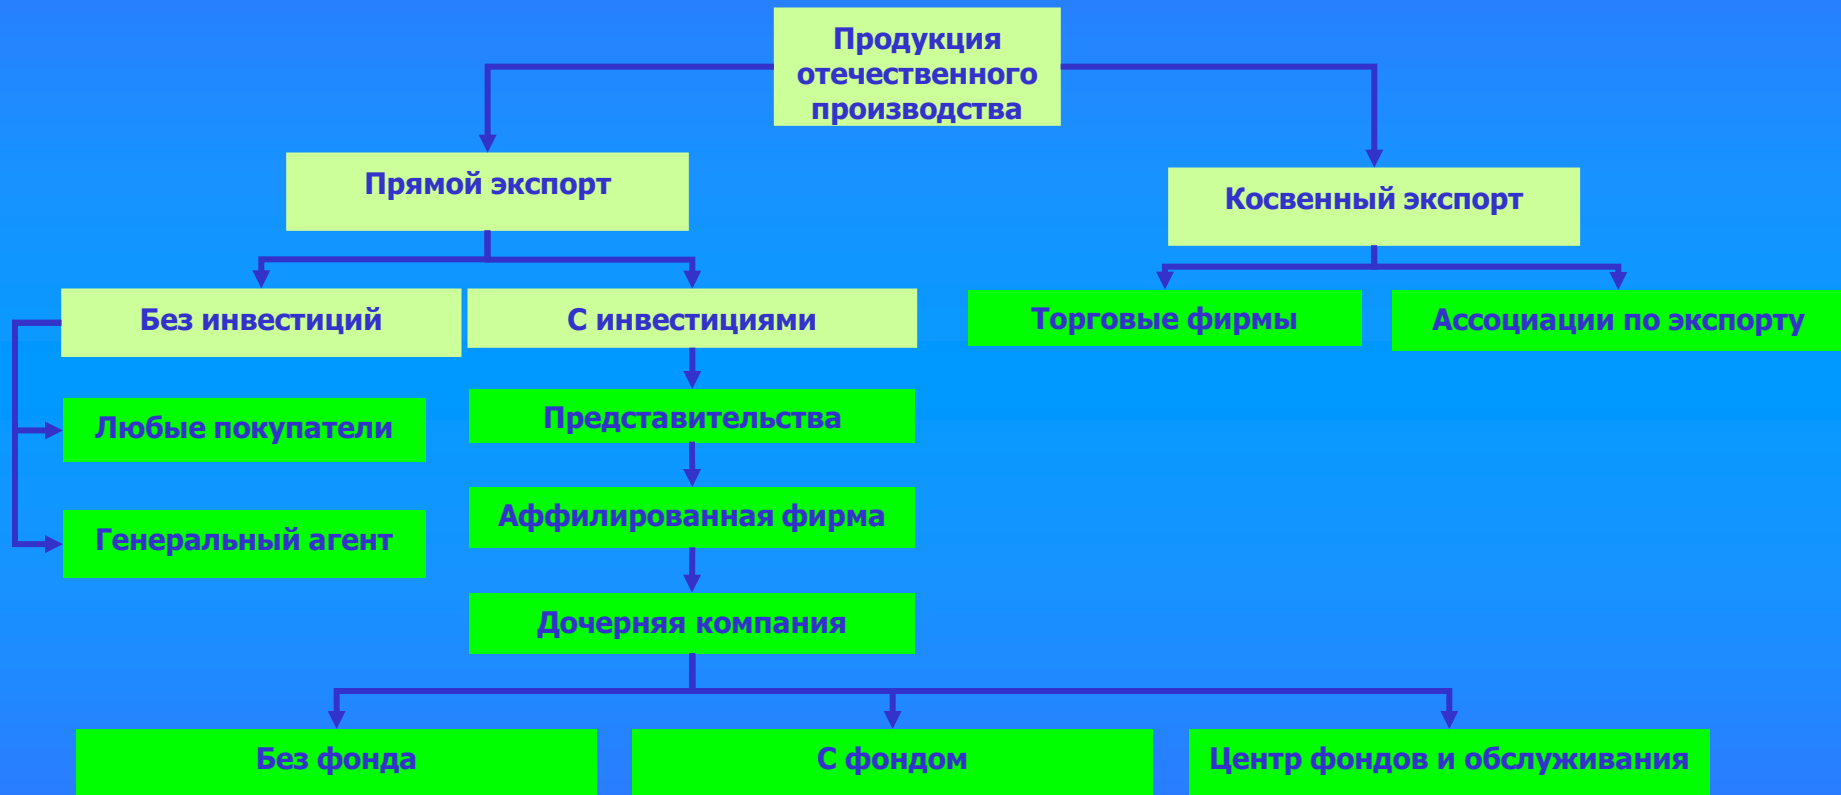 Продукция
отечественного
производства
Прямой экспорт
Косвенный экспорт
Без инвестиций
С инвестициями
Торговые фирмы
Ассоциации по экспорту
Любые покупатели
Представительства
Генеральный агент
Аффилированная фирма
Дочерняя компания
Без фонда
С фондом
Центр фондов и обслуживания